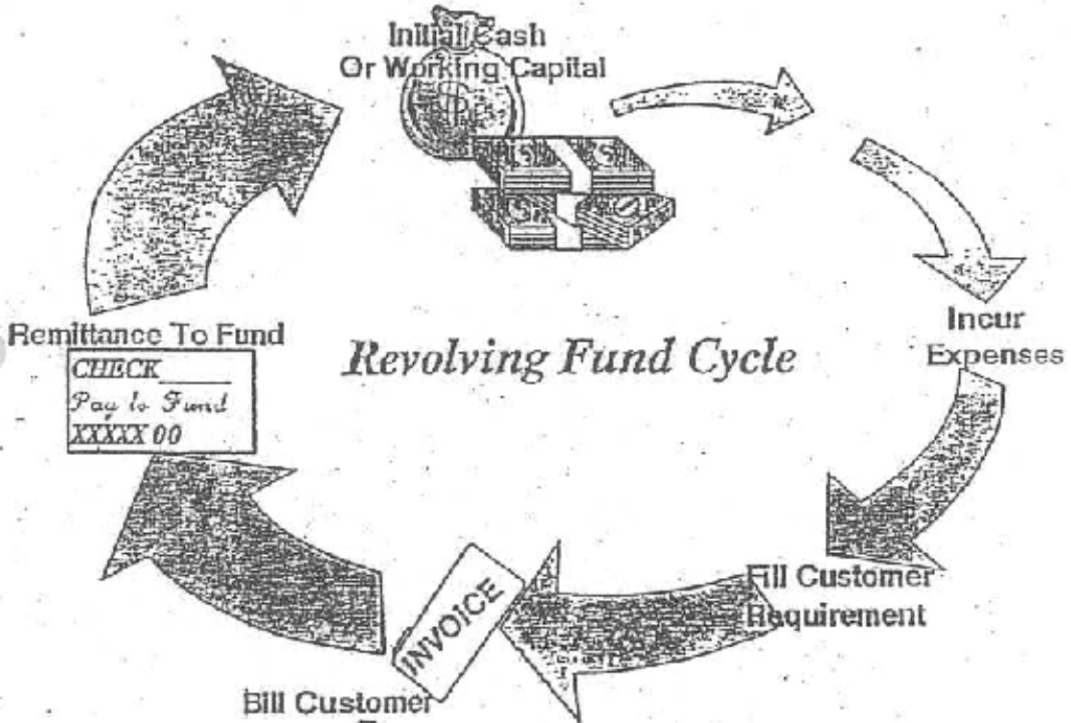 Initial Cash
Or Working Capital
Incur
Expenses
Fill Customer
Requirement
INVOICE
Bill Customer
Remittance To Fund
CHECK_____
Pay to Fund
XXXXX 00
Revolving Fund Cycle